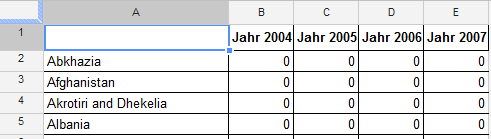 A B C D E
1 Jahr 2004 Jahr 2005 Jahr 2006 Jahr 2007
2 Abkhazia 0 0 0 0
3 Afghanistan 0 0 0 0
4 Akrotiri and Dhekelia 0 0 0 0
5 Albania 0 0 0 0